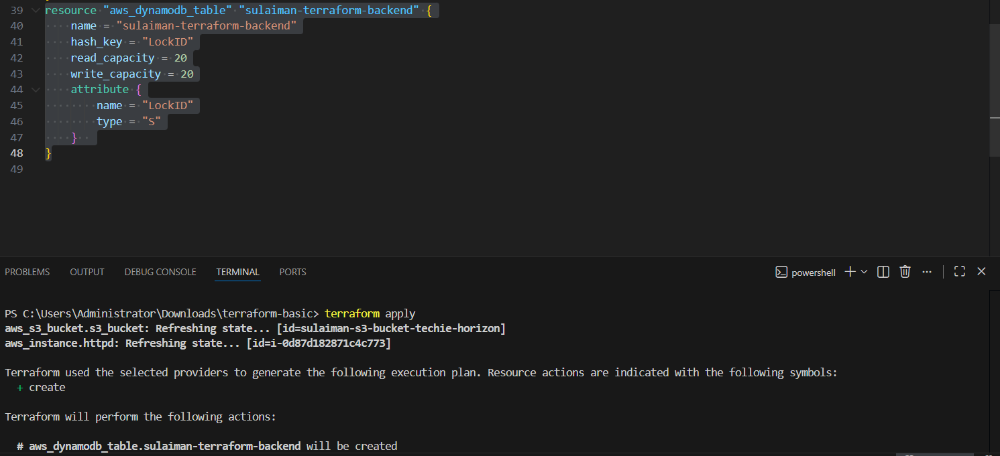 39 resource "aws_dynamodb_table" "sulaiman-terraform-backend" {
40     name = "sulaiman-terraform-backend"
41     hash_key = "LockID"
42     read_capacity = 20
43     write_capacity = 20
44     attribute {
45         name = "LockID"
46         type = "S"
47     }
48 }
49
PROBLEMS OUTPUT DEBUG CONSOLE TERMINAL PORTS powershell
PS C:\Users\Administrator\Downloads\terraform-basic> terraform apply
aws_s3_bucket.s3_bucket: Refreshing state... [id=sulaiman-s3-bucket-techie-horizon]
aws_instance.httpd: Refreshing state... [id=i-0d87d182871c4c773]
Terraform used the selected providers to generate the following execution plan. Resource actions are indicated with the following symbols:
  + create
Terraform will perform the following actions:
  # aws_dynamodb_table.sulaiman-terraform-backend will be created